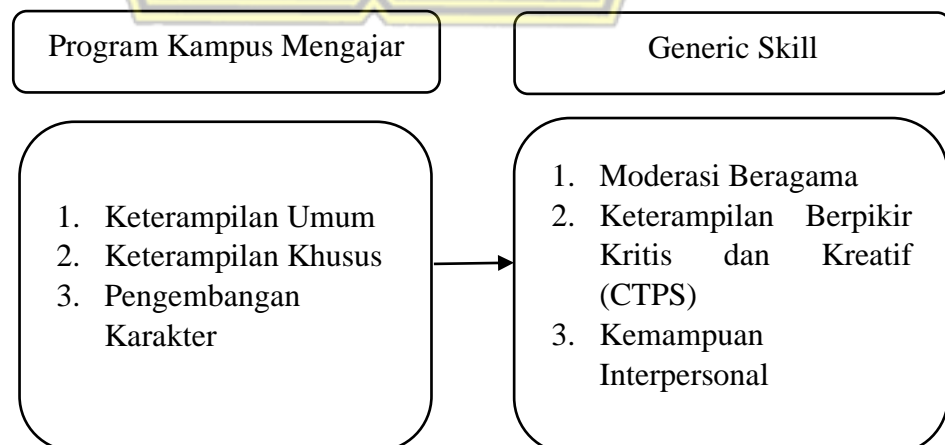 Program Kampus Mengajar
Generic Skill
1. Keterampilan Umum
2. Keterampilan Khusus
3. Pengembangan
Karakter
1. Moderasi Beragama
2. Keterampilan Berpikir
Kritis dan Kreatif
(CTPS)
3. Kemampuan
Interpersonal